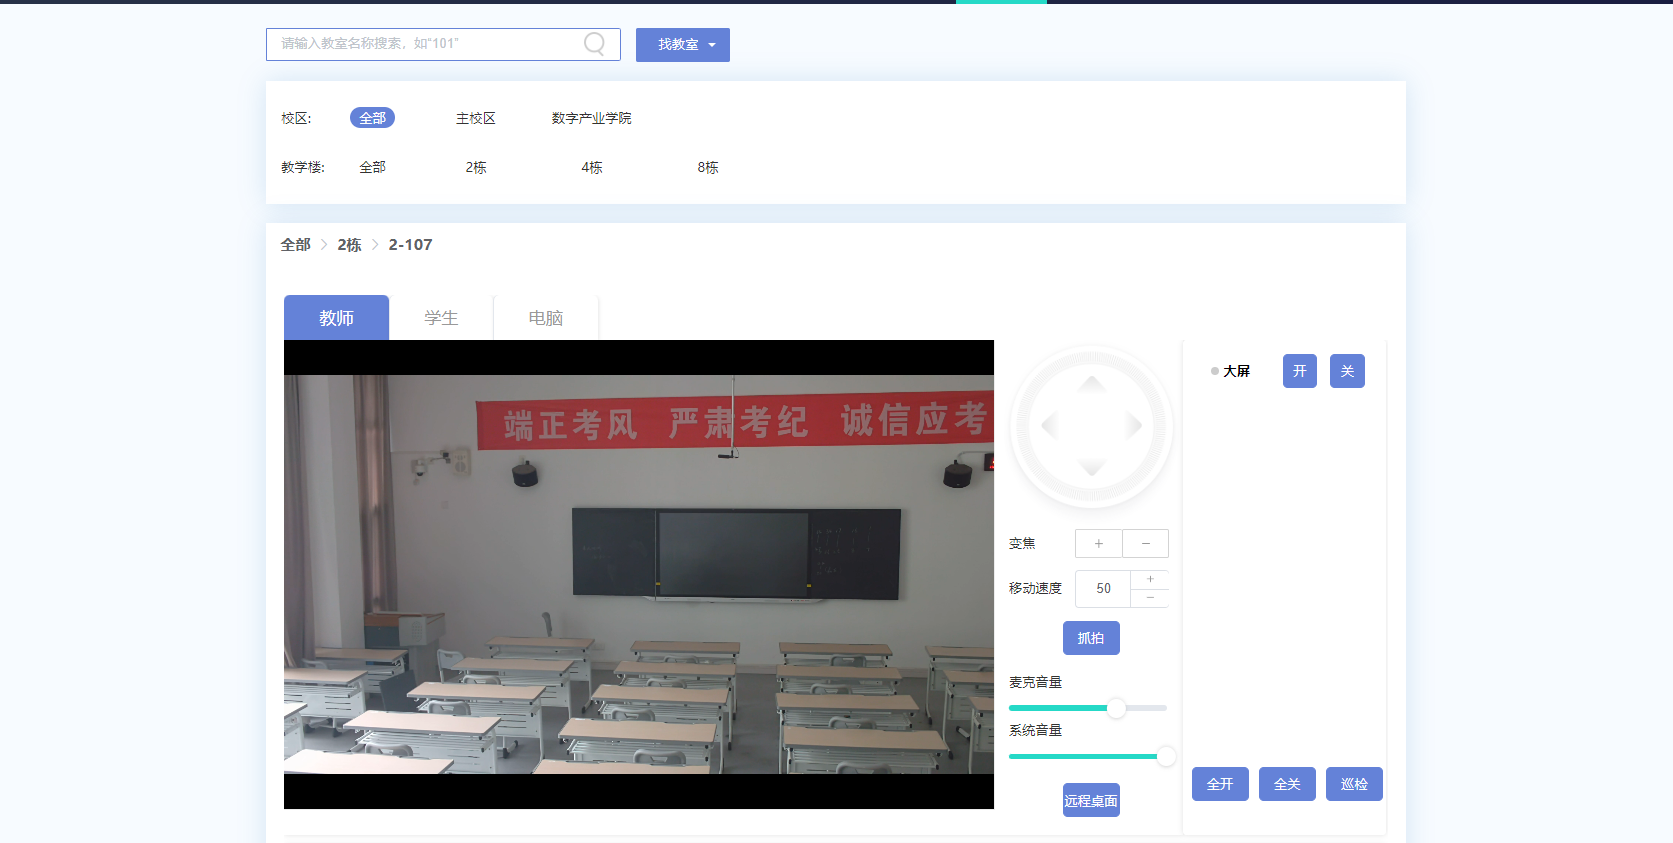 请输入教室名称搜索，如"101"
找教室
校区: 全部 主校区 数字产业学院
教学楼: 全部 2栋 4栋 8栋
全部 > 2栋 > 2-107
教师 学生 电脑
端正考风 严肃考纪 诚信应考
大屏 开 关
变焦 + −
移动速度 50 + −
抓拍
麦克音量
系统音量
远程桌面
全开 全关 巡检